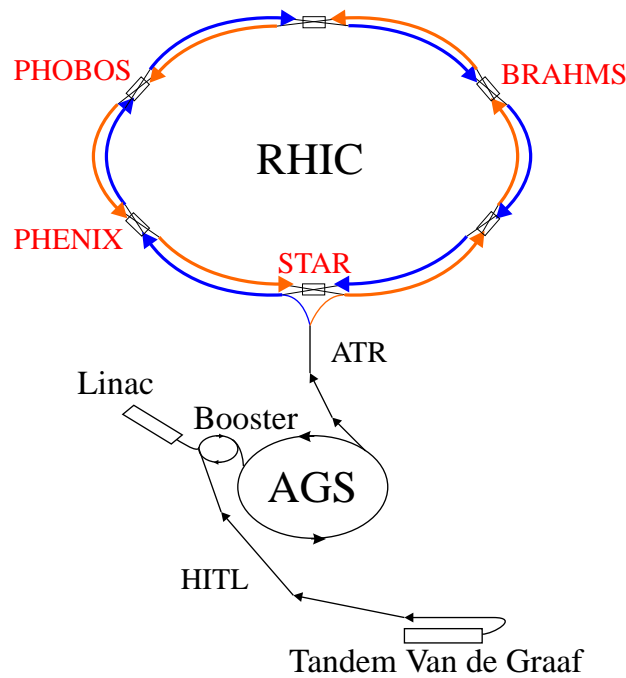 PHOBOS
BRAHMS
RHIC
PHENIX
STAR
ATR
Linac
Booster
AGS
HITL
Tandem Van de Graaf